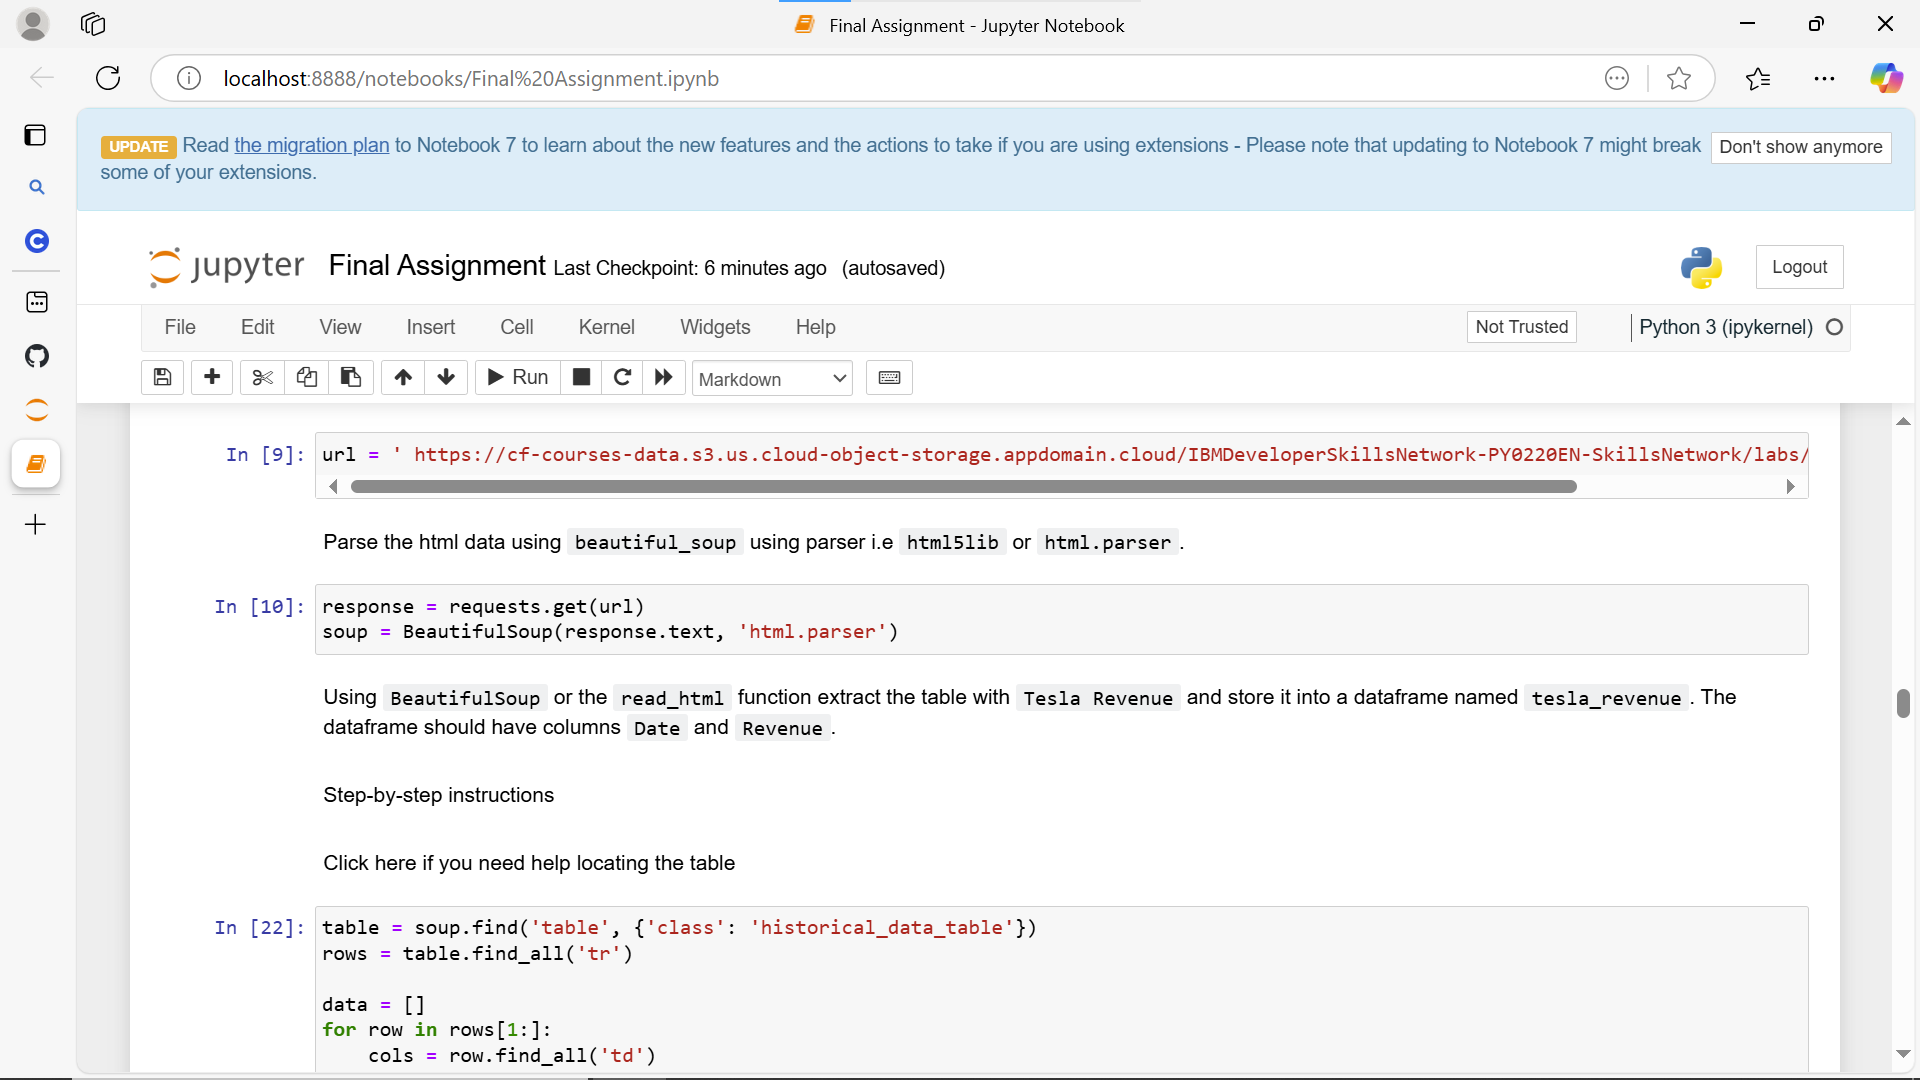 Final Assignment - Jupyter Notebook
localhost:8888/notebooks/Final%20Assignment.ipynb
UPDATE Read the migration plan to Notebook 7 to learn about the new features and the actions to take if you are using extensions - Please note that updating to Notebook 7 might break
some of your extensions.
Don't show anymore
jupyter Final Assignment Last Checkpoint: 6 minutes ago (autosaved)
Logout
File Edit View Insert Cell Kernel Widgets Help Not Trusted Python 3 (ipykernel)
Run Markdown
In [9]: url = ' https://cf-courses-data.s3.us.cloud-object-storage.appdomain.cloud/IBMDeveloperSkillsNetwork-PY0220EN-SkillsNetwork/labs/
Parse the html data using beautiful_soup using parser i.e html5lib or html.parser .
In [10]: response = requests.get(url)
soup = BeautifulSoup(response.text, 'html.parser')
Using BeautifulSoup or the read_html function extract the table with Tesla Revenue and store it into a dataframe named tesla_revenue . The
dataframe should have columns Date and Revenue .
Step-by-step instructions
Click here if you need help locating the table
In [22]: table = soup.find('table', {'class': 'historical_data_table'})
rows = table.find_all('tr')
data = []
for row in rows[1:]:
cols = row.find_all('td')